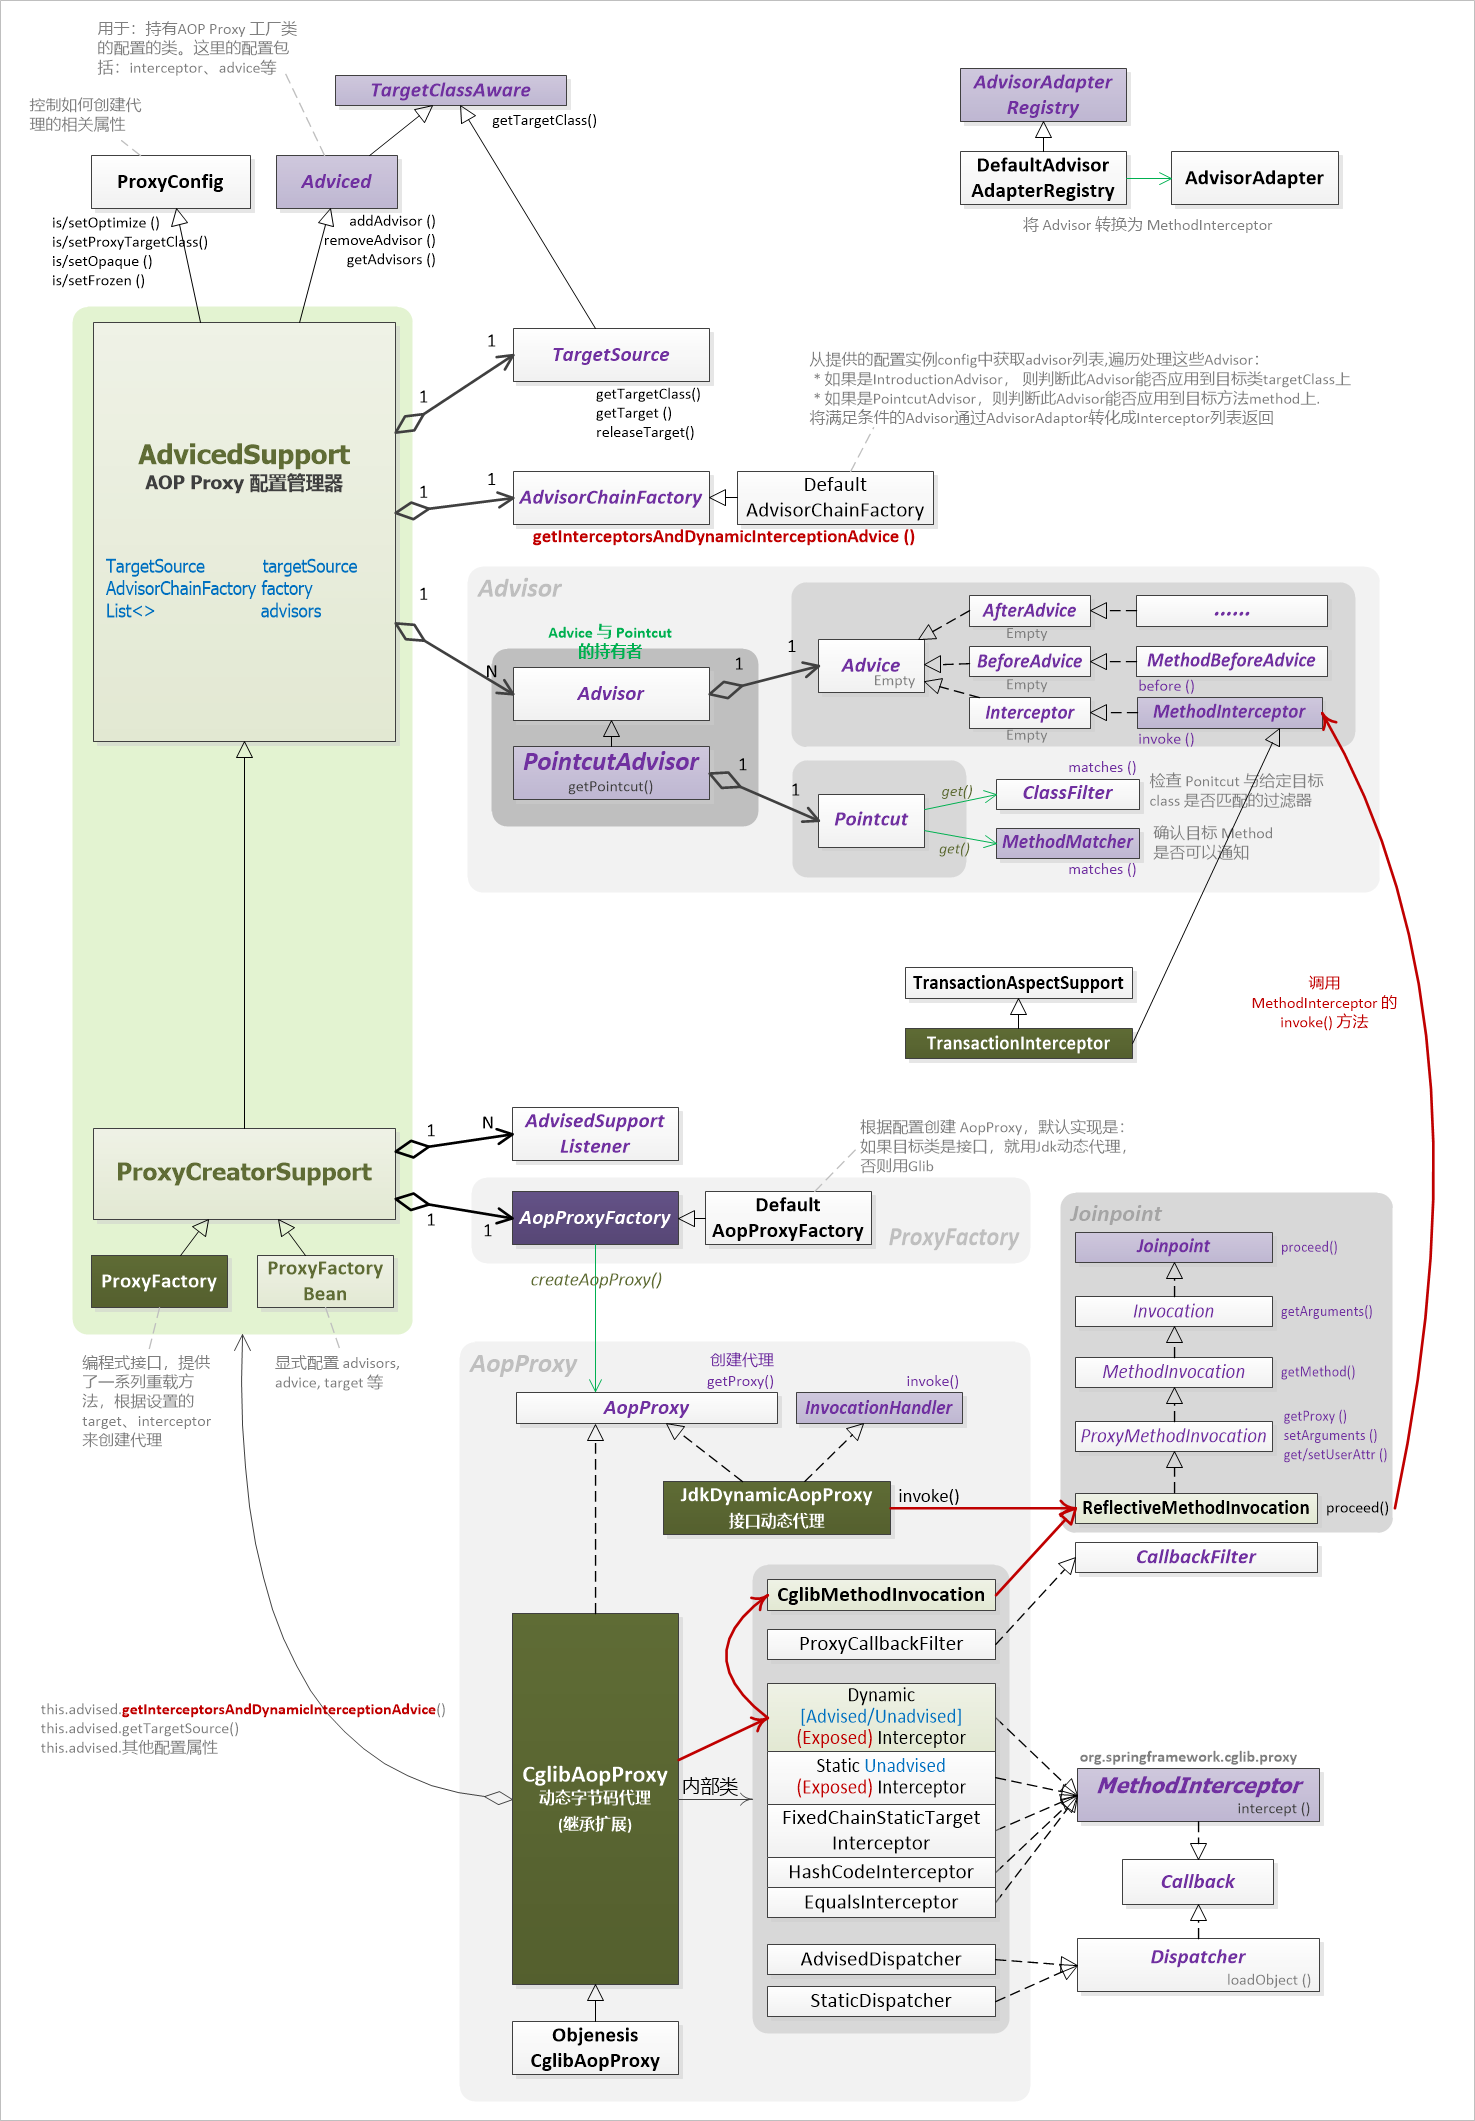 用于：持有AOP Proxy 工厂类
的配置的类。这里的配置包
括：interceptor、advice等
控制如何创建代
理的相关属性
TargetClassAware
getTargetClass()
ProxyConfig
is/setOptimize ()
is/setProxyTargetClass()
is/setOpaque ()
is/setFrozen ()
Adviced
addAdvisor ()
removeAdvisor ()
getAdvisors ()
AdvisorAdapter
Registry
DefaultAdvisor
AdapterRegistry
AdvisorAdapter
将 Advisor 转换为 MethodInterceptor
AdvicedSupport
AOP Proxy 配置管理器
TargetSource targetSource
AdvisorChainFactory factory
List<> advisors
1
1
TargetSource
getTargetClass()
getTarget ()
releaseTarget()
从提供的配置实例config中获取advisor列表,遍历处理这些Advisor：
* 如果是IntroductionAdvisor， 则判断此Advisor能否应用到目标类targetClass上
* 如果是PointcutAdvisor，则判断此Advisor能否应用到目标方法method上.
将满足条件的Advisor通过AdvisorAdaptor转化成Interceptor列表返回
1
1
AdvisorChainFactory
Default
AdvisorChainFactory
getInterceptorsAndDynamicInterceptionAdvice ()
1
N
Advisor
Advice 与 Pointcut
的持有者
Advisor
PointcutAdvisor
getPointcut()
1
1
Advice
Empty
AfterAdvice
Empty
......
BeforeAdvice
Empty
MethodBeforeAdvice
before ()
Interceptor
Empty
MethodInterceptor
invoke ()
1
1
Pointcut
get()
get()
matches ()
ClassFilter
检查 Ponitcut 与给定目标
class 是否匹配的过滤器
MethodMatcher
matches ()
确认目标 Method
是否可以通知
TransactionAspectSupport
TransactionInterceptor
调用
MethodInterceptor 的
invoke() 方法
ProxyCreatorSupport
1
N
AdvisedSupport
Listener
1
1
AopProxyFactory
Default
AopProxyFactory
ProxyFactory
根据配置创建 AopProxy，默认实现是：
如果目标类是接口，就用Jdk动态代理，
否则用Glib
createAopProxy()
ProxyFactory
ProxyFactory
Bean
编程式接口，提供
了一系列重载方
法，根据设置的
target、interceptor
来创建代理
显式配置 advisors,
advice, target 等
Joinpoint
Joinpoint
proceed()
Invocation
getArguments()
MethodInvocation
getMethod()
ProxyMethodInvocation
getProxy ()
setArguments ()
get/setUserAttr ()
ReflectiveMethodInvocation
proceed()
AopProxy
创建代理
getProxy()
AopProxy
invoke()
InvocationHandler
JdkDynamicAopProxy
接口动态代理
invoke()
CallbackFilter
CglibMethodInvocation
ProxyCallbackFilter
Dynamic
[Advised/Unadvised]
(Exposed) Interceptor
Static Unadvised
(Exposed) Interceptor
FixedChainStaticTarget
Interceptor
HashCodeInterceptor
EqualsInterceptor
AdvisedDispatcher
StaticDispatcher
this.advised.getInterceptorsAndDynamicInterceptionAdvice()
this.advised.getTargetSource()
this.advised.其他配置属性
CglibAopProxy
动态字节码代理
(继承扩展)
内部类
Objenesis
CglibAopProxy
org.springframework.cglib.proxy
MethodInterceptor
intercept ()
Callback
Dispatcher
loadObject ()